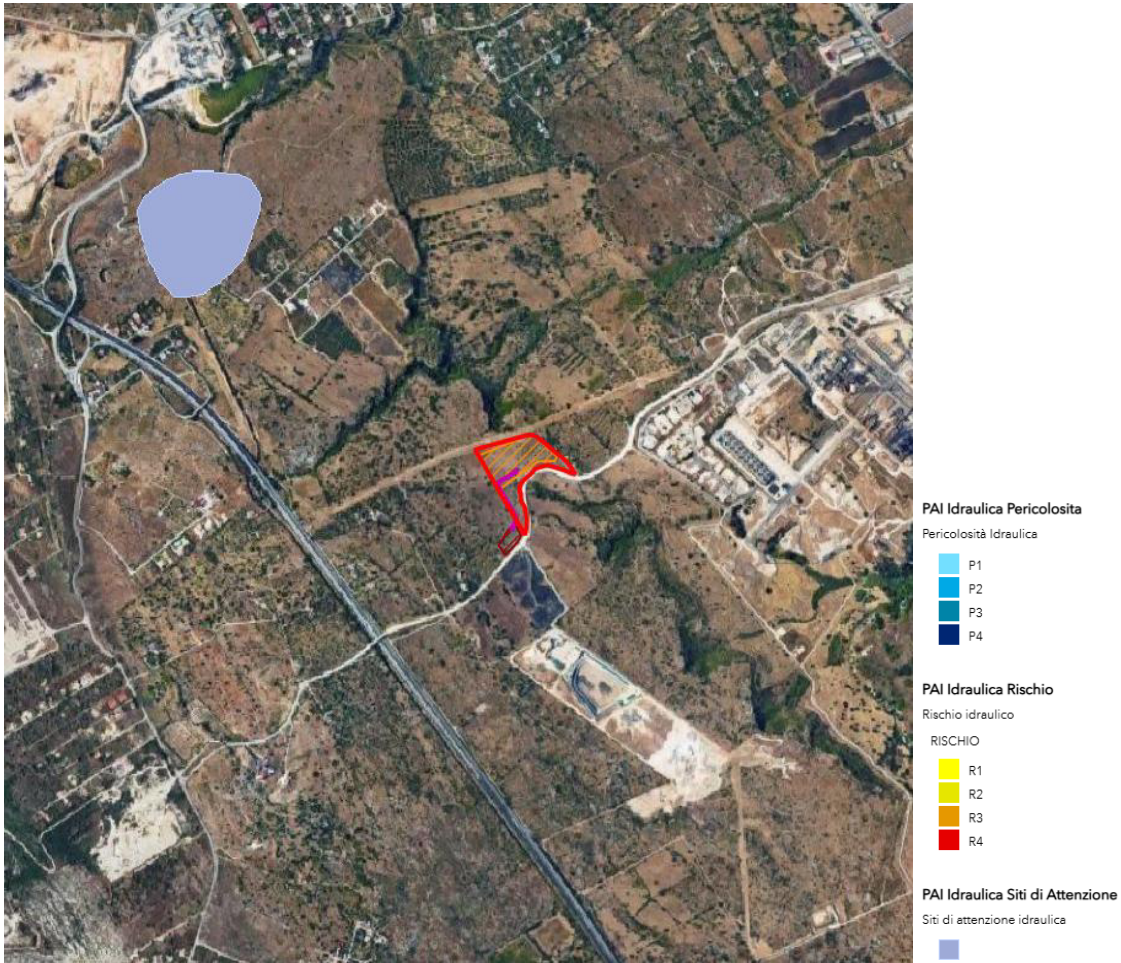 PAI Idraulica Pericolosita
Pericolosità Idraulica
P1
P2
P3
P4
PAI Idraulica Rischio
Rischio idraulico
RISCHIO
R1
R2
R3
R4
PAI Idraulica Siti di Attenzione
Siti di attenzione idraulica